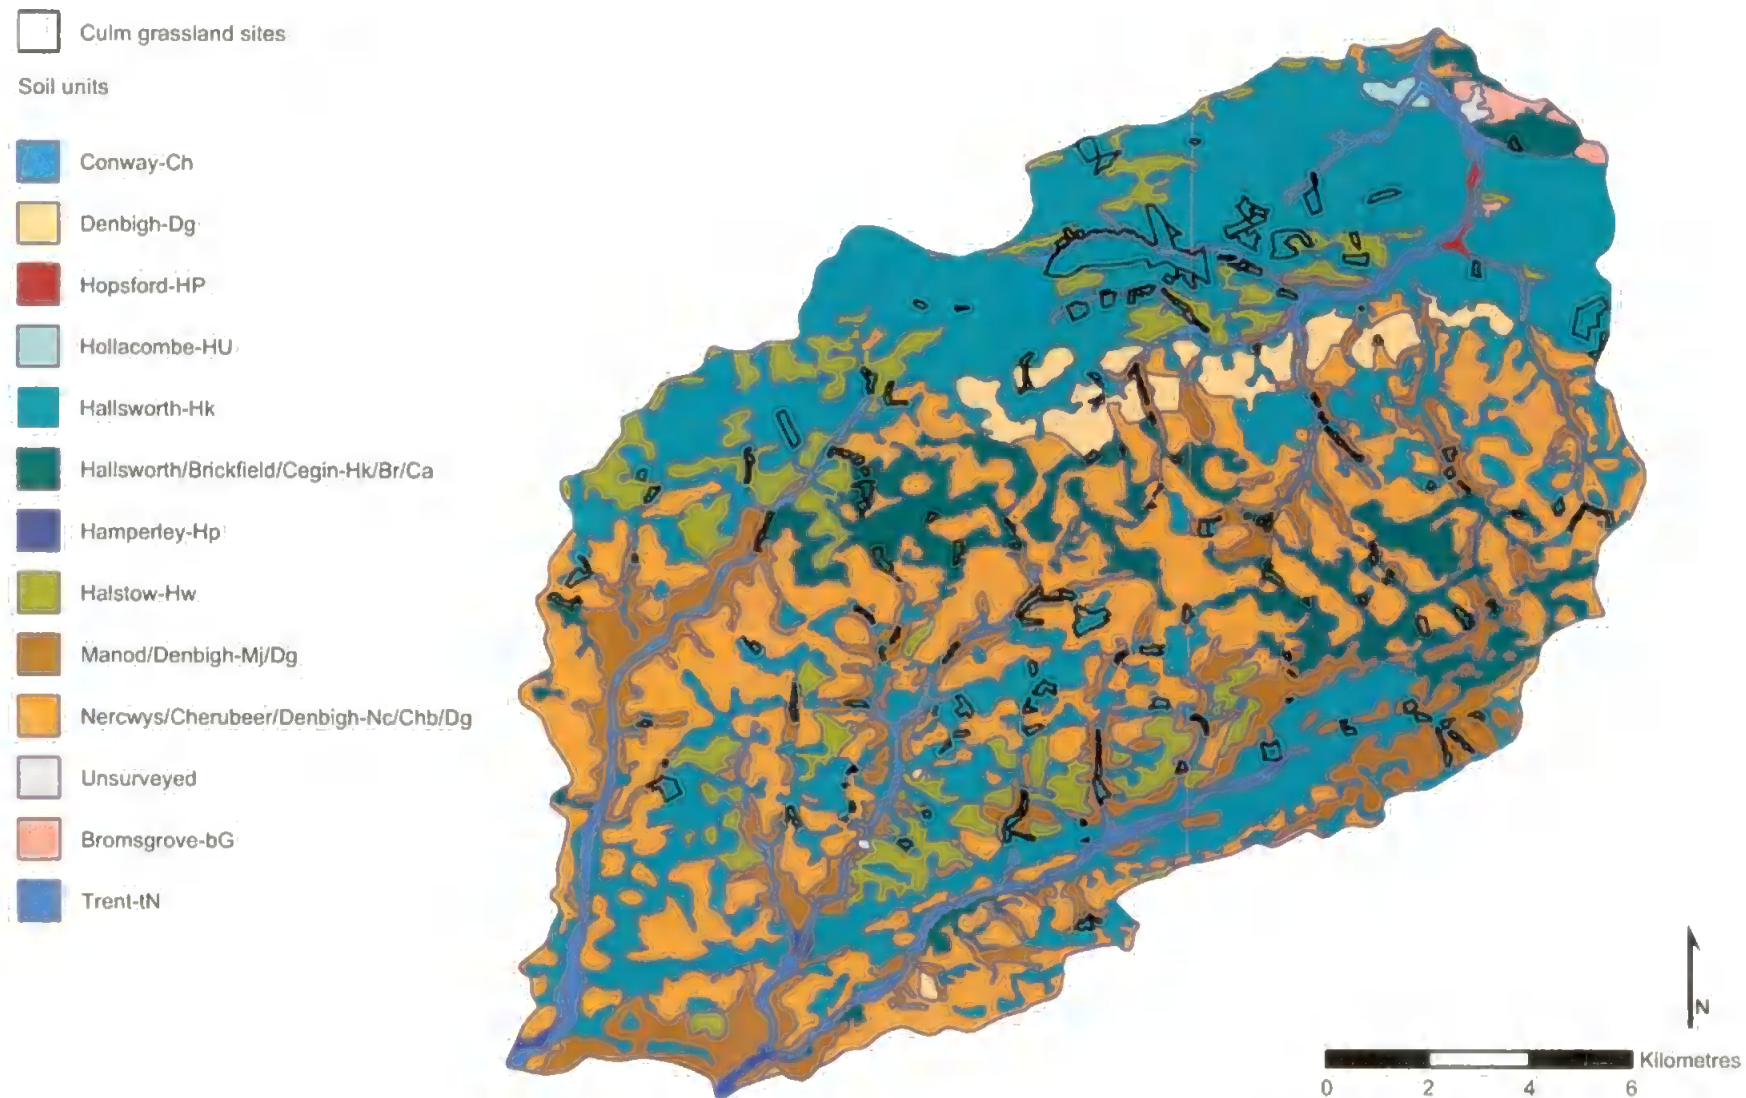 Culm grassland sites
Soil units
Conway-Ch
Denbigh-Dg
Hopsford-HP
Hollacombe-HU
Hallsworth-Hk
Hallsworth/Brickfield/Cegin-Hk/Br/Ca
Hamperley-Hp
Halstow-Hw
Manod/Denbigh-Mj/Dg
Nercwys/Cherubeer/Denbigh-Nc/Chb/Dg
Unsurveyed
Bromsgrove-bG
Trent-tN
N
Kilometres
0 2 4 6